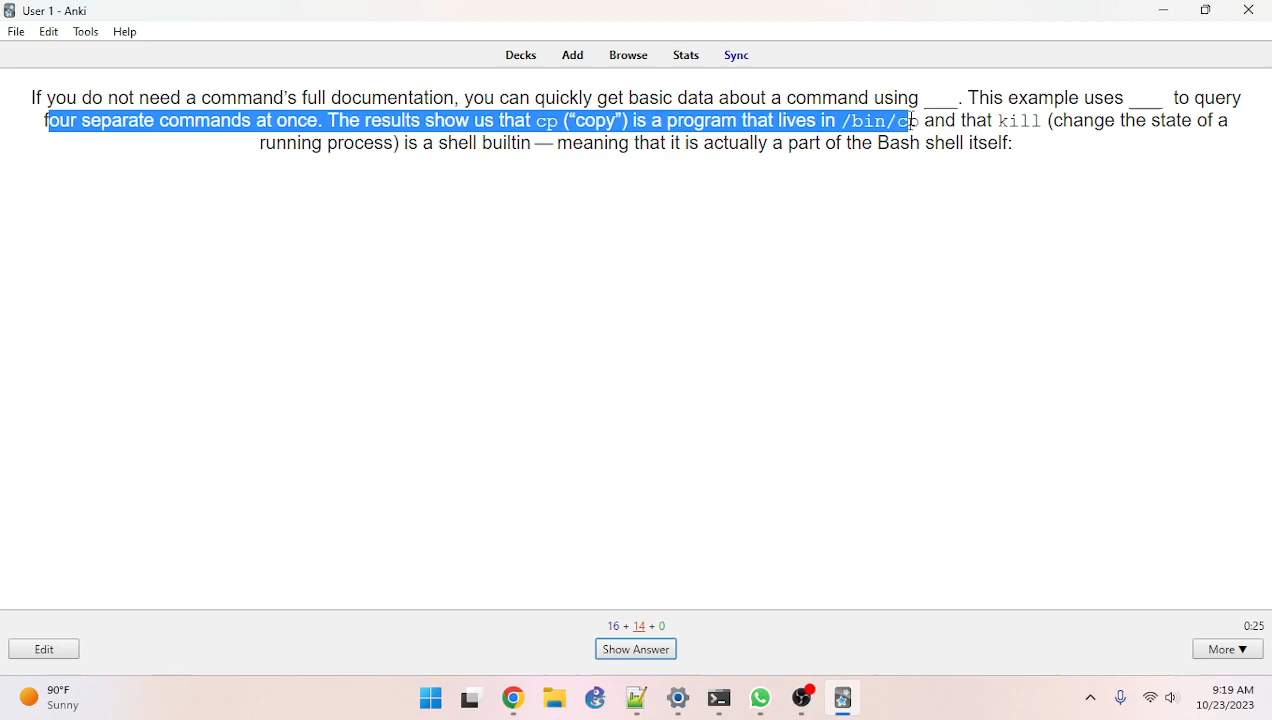 User 1 - Anki
File Edit Tools Help
Decks Add Browse Stats Sync
If you do not need a command’s full documentation, you can quickly get basic data about a command using ____. This example uses ____ to query
four separate commands at once. The results show us that cp (“copy”) is a program that lives in /bin/cp and that kill (change the state of a
running process) is a shell builtin — meaning that it is actually a part of the Bash shell itself:
16 + 14 + 0
0:25
Edit
Show Answer
More ▼
90°F
Sunny
9:19 AM
10/23/2023